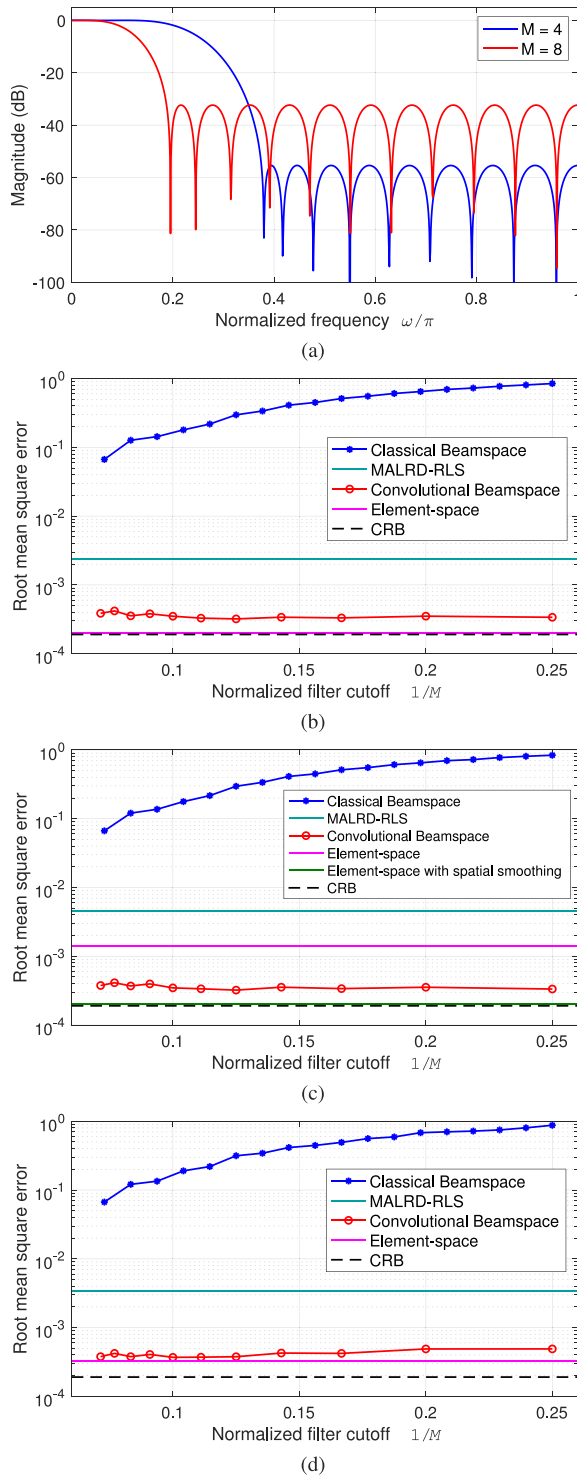 0
-20
-40
-60
-80
-100
Magnitude (dB)
M = 4
M = 8
0 0.2 0.4 0.6 0.8 1
Normalized frequency ω/π
(a)
10^0
10^-1
10^-2
10^-3
10^-4
Root mean square error
Classical Beamspace
MALRD-RLS
Convolutional Beamspace
Element-space
CRB
0.1 0.15 0.2 0.25
Normalized filter cutoff 1/M
(b)
10^0
10^-1
10^-2
10^-3
10^-4
Root mean square error
Classical Beamspace
MALRD-RLS
Convolutional Beamspace
Element-space
Element-space with spatial smoothing
CRB
0.1 0.15 0.2 0.25
Normalized filter cutoff 1/M
(c)
10^0
10^-1
10^-2
10^-3
10^-4
Root mean square error
Classical Beamspace
MALRD-RLS
Convolutional Beamspace
Element-space
CRB
0.1 0.15 0.2 0.25
Normalized filter cutoff 1/M
(d)